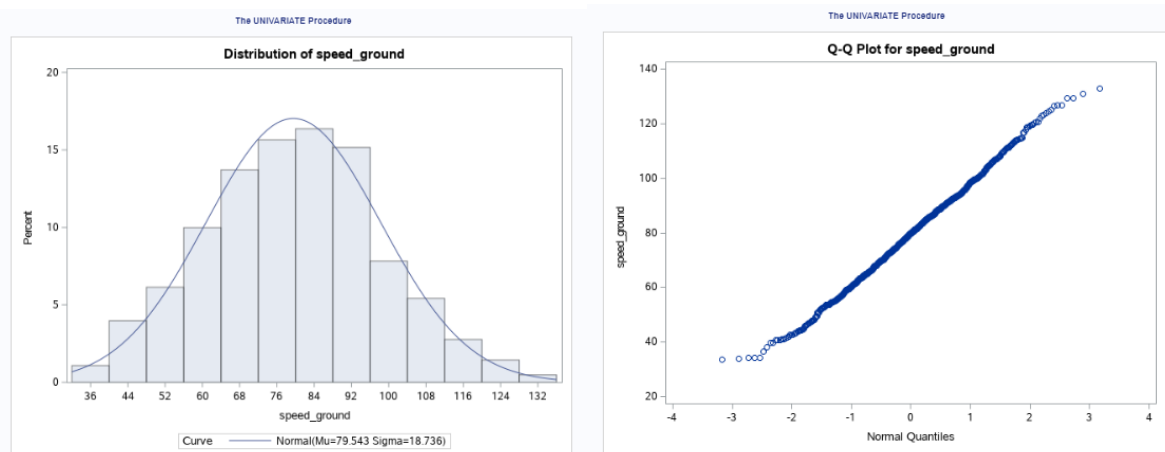 The UNIVARIATE Procedure
Distribution of speed_ground
20
15
10
5
0
Percent
36 44 52 60 68 76 84 92 100 108 116 124 132
speed_ground
Curve Normal(Mu=79.543 Sigma=18.736)
The UNIVARIATE Procedure
Q-Q Plot for speed_ground
140
120
100
80
60
40
20
speed_ground
-4 -3 -2 -1 0 1 2 3 4
Normal Quantiles